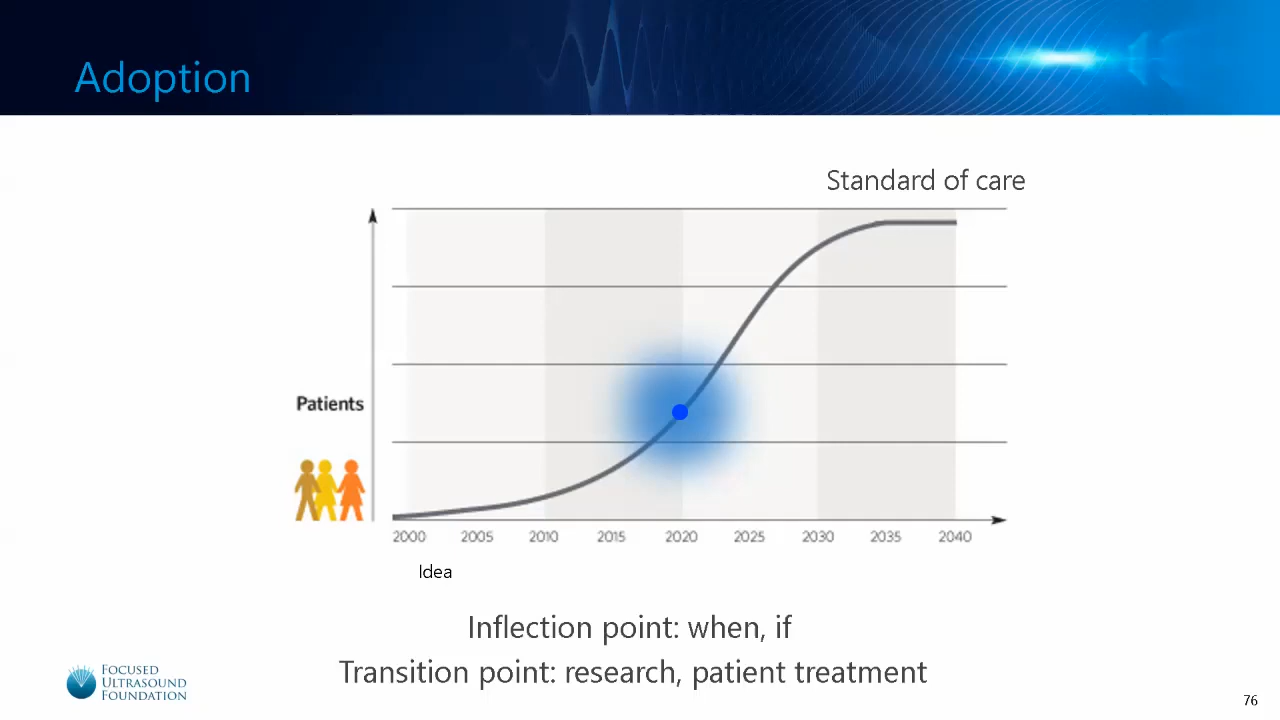 Adoption
Standard of care
Patients
2000 2005 2010 2015 2020 2025 2030 2035 2040
Idea
Inflection point: when, if
Transition point: research, patient treatment
FOCUSED
ULTRASOUND
FOUNDATION
76